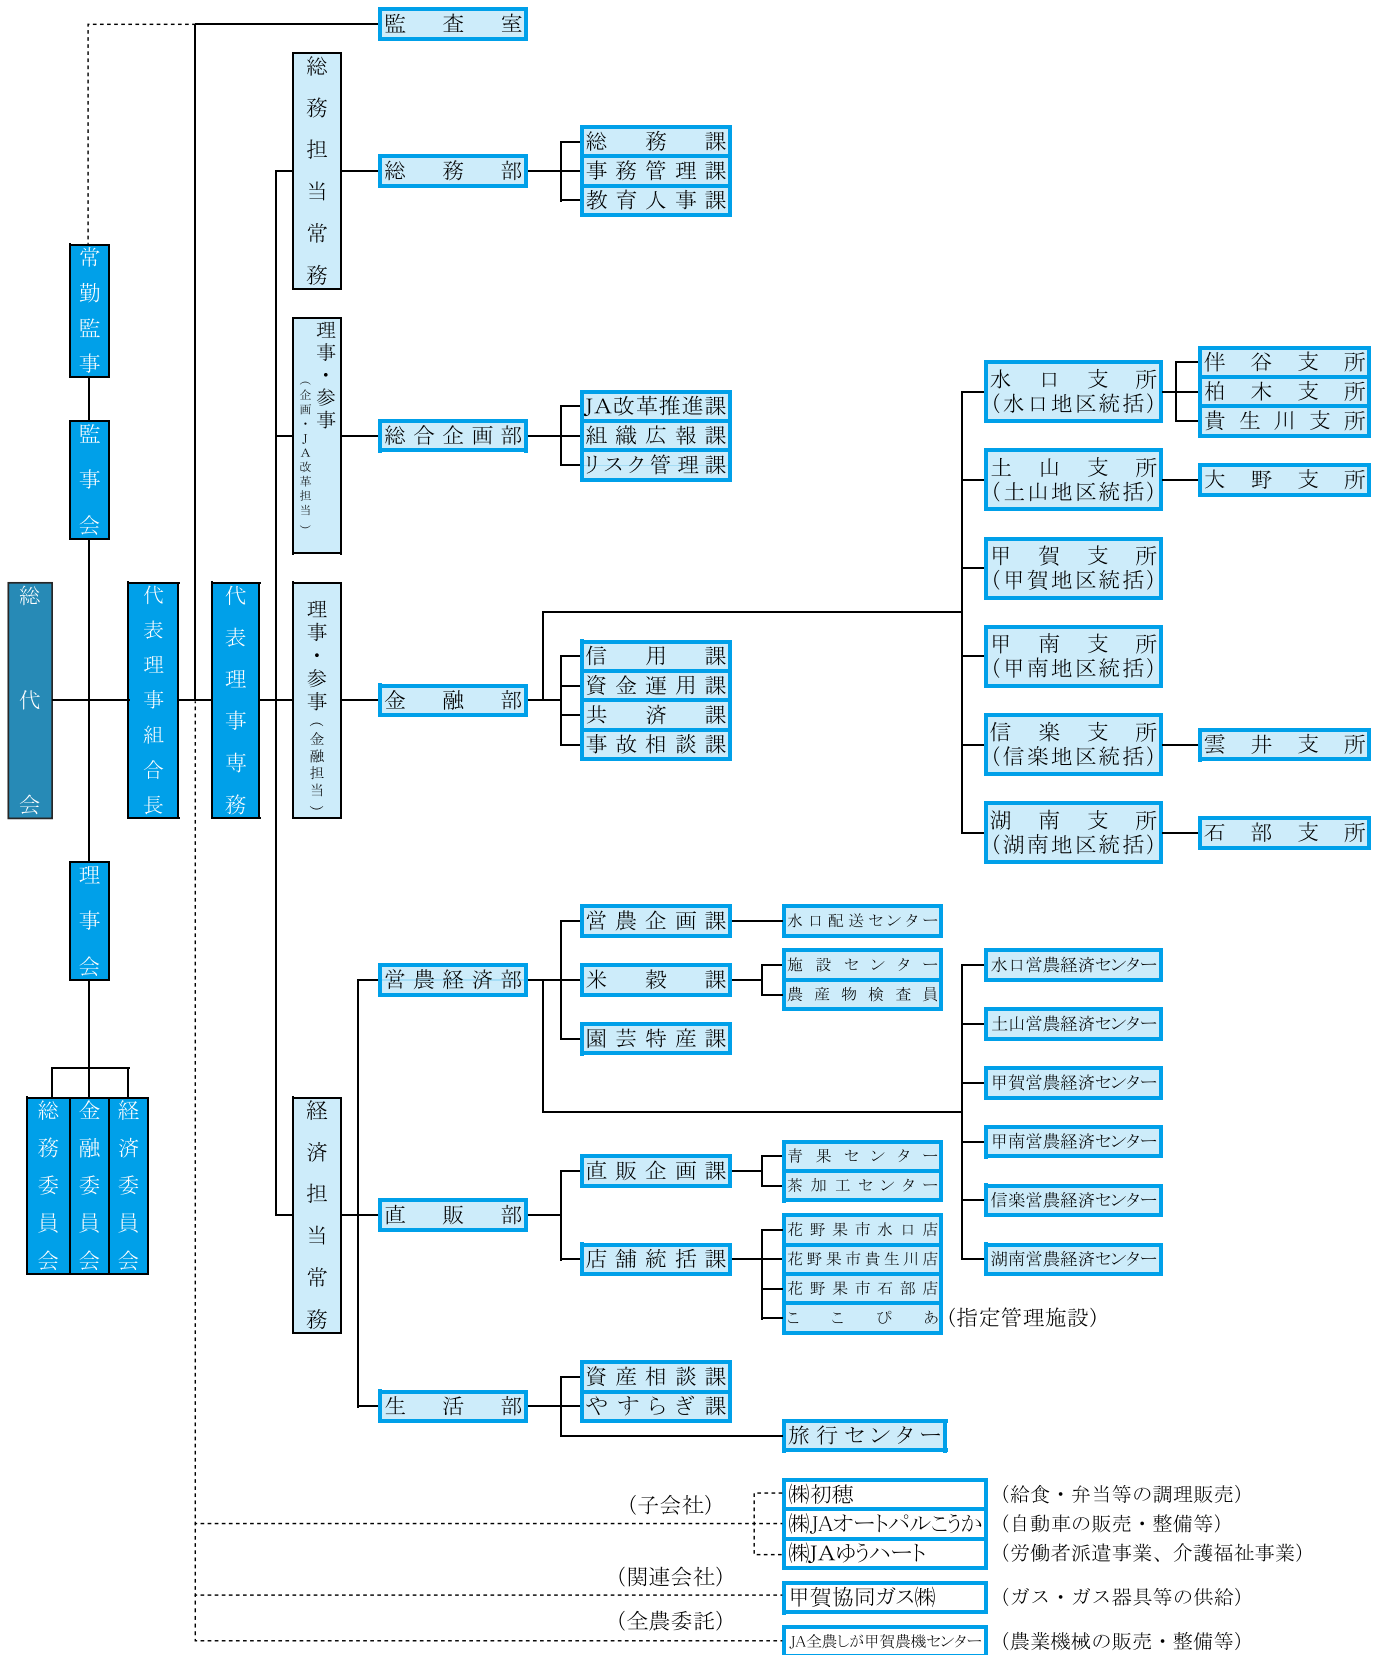 監査室
総務担当常務
総務部
総務課
事務管理課
教育人事課
常勤監事
監事会
理事・参事
（企画・JA改革担当）
総合企画部
JA改革推進課
組織広報課
リスク管理課
総代会
代表理事組合長
代表理事専務
理事・参事（金融担当）
金融部
信用課
資金運用課
共済課
事故相談課
水口支所
（水口地区統括）
伴谷支所
柏木支所
貴生川支所
土山支所
（土山地区統括）
大野支所
甲賀支所
（甲賀地区統括）
甲南支所
（甲南地区統括）
信楽支所
（信楽地区統括）
雲井支所
湖南支所
（湖南地区統括）
石部支所
理事会
総務委員会
金融委員会
経済委員会
経済担当常務
営農経済部
営農企画課
水口配送センター
米穀課
施設センター
農産物検査員
園芸特産課
水口営農経済センター
土山営農経済センター
甲賀営農経済センター
甲南営農経済センター
信楽営農経済センター
湖南営農経済センター
直販部
直販企画課
青果センター
茶加工センター
店舗統括課
花野果市水口店
花野果市貴生川店
花野果市石部店
ここぴあ（指定管理施設）
生活部
資産相談課
やすらぎ課
旅行センター
（子会社）
㈱初穂（給食・弁当等の調理販売）
㈱JAオートパルこうか（自動車の販売・整備等）
㈱JAゆうハート（労働者派遣事業、介護福祉事業）
（関連会社）
甲賀協同ガス㈱（ガス・ガス器具等の供給）
（全農委託）
JA全農しが甲賀農機センター（農業機械の販売・整備等）